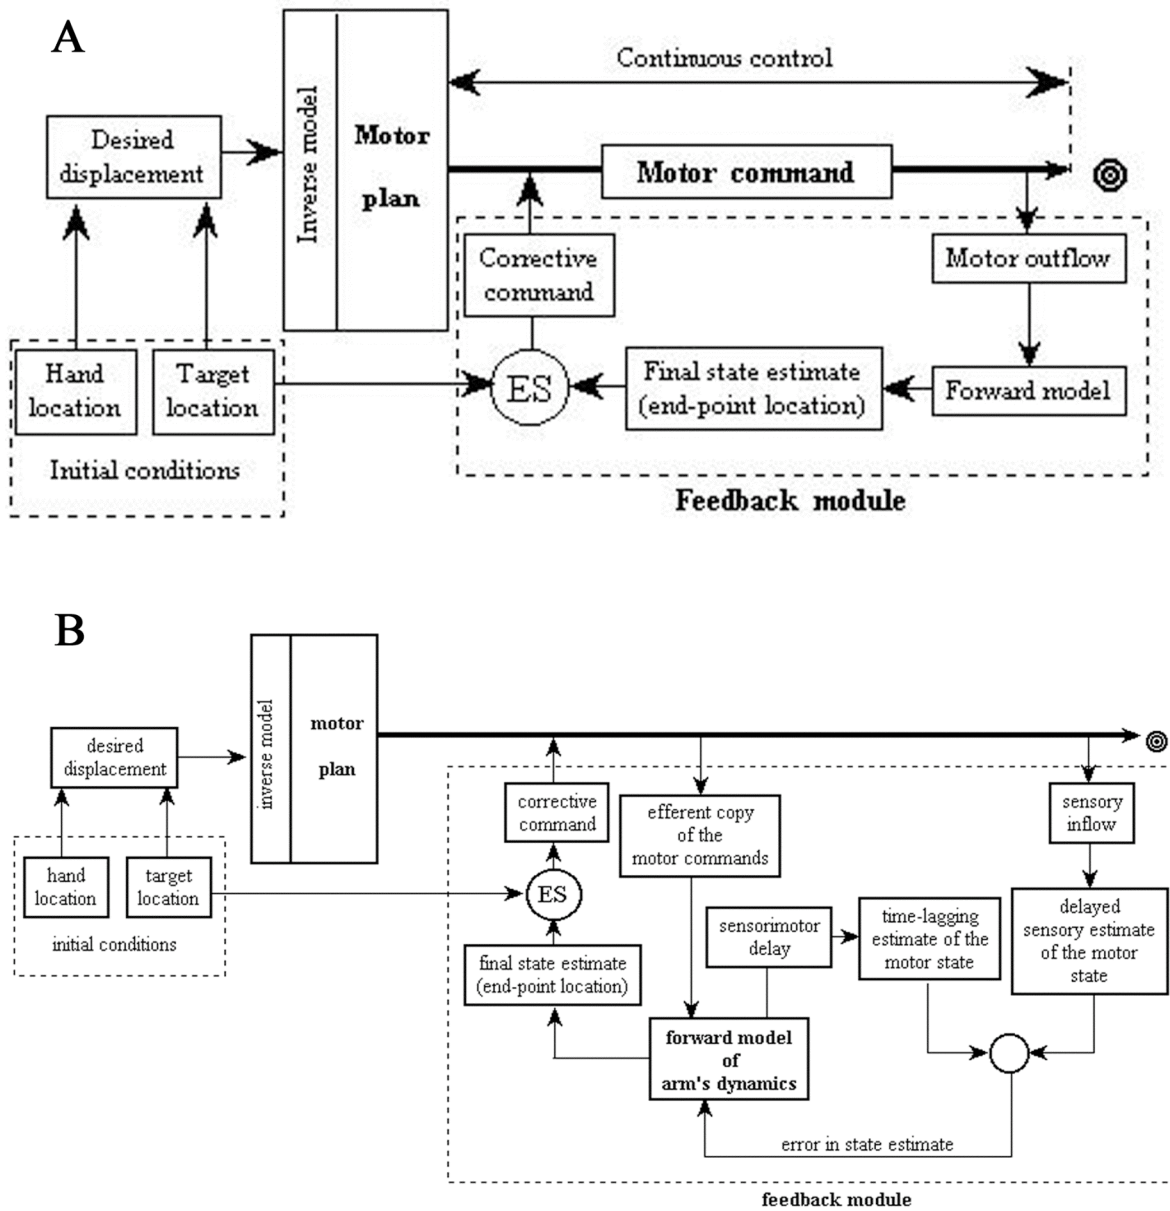 A
Continuous control
Desired
displacement
Inverse model
Motor
plan
Motor command
Corrective
command
Motor outflow
Hand
location
Target
location
ES
Final state estimate
(end-point location)
Forward model
Initial conditions
Feedback module
B
desired
displacement
inverse model
motor
plan
corrective
command
efferent copy
of the
motor commands
sensory
inflow
hand
location
target
location
ES
initial conditions
sensorimotor
delay
time-lagging
estimate of the
motor state
delayed
sensory estimate
of the motor
state
final state estimate
(end-point location)
forward model
of
arm's dynamics
error in state estimate
feedback module